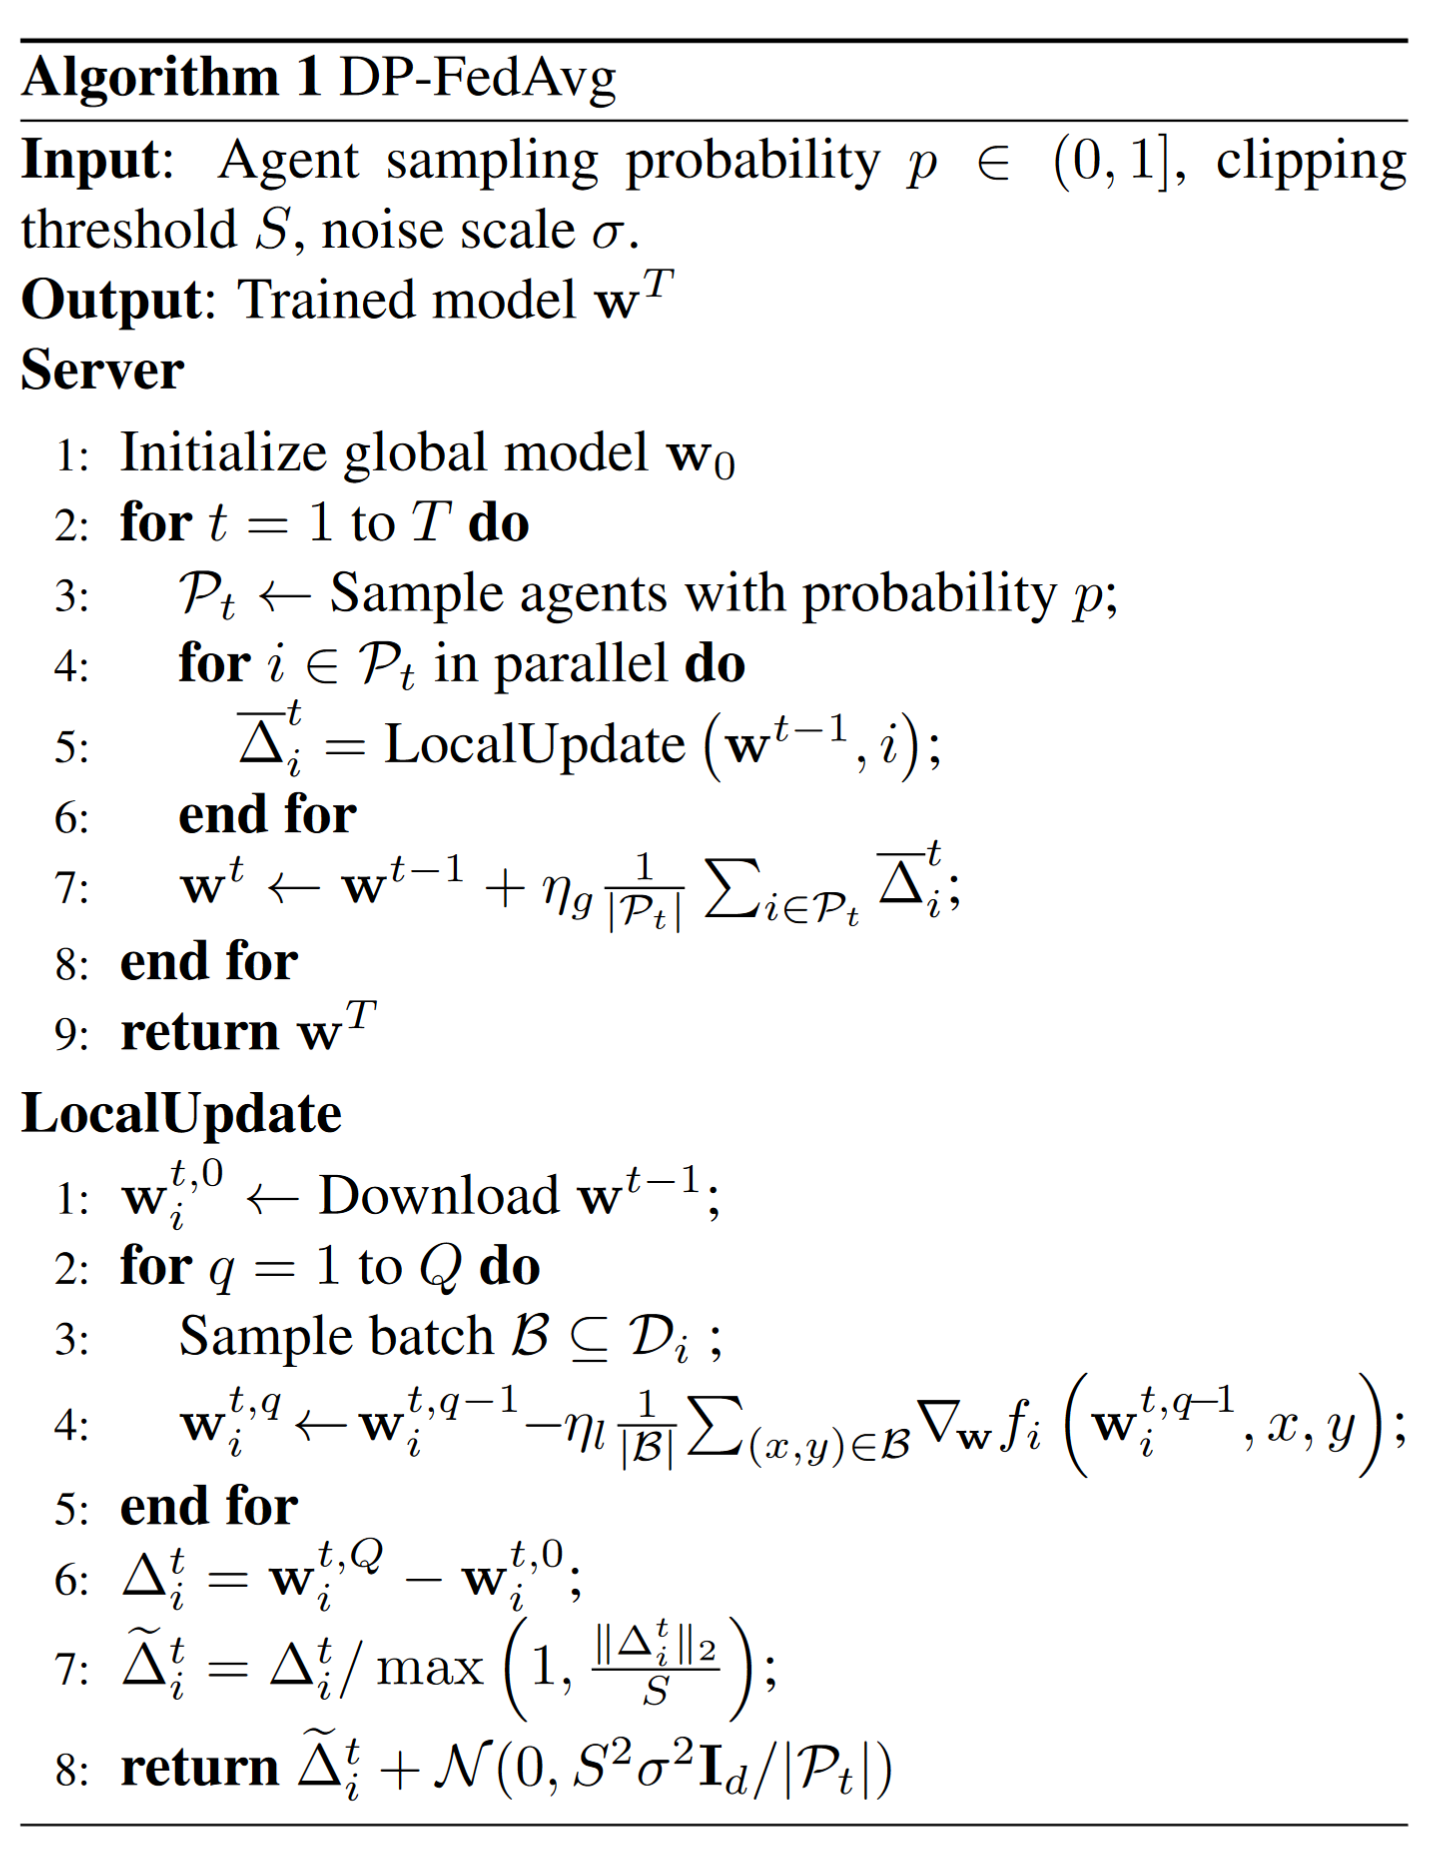 Algorithm 1 DP-FedAvg
Input: Agent sampling probability $p \in (0, 1]$, clipping
threshold $S$, noise scale $\sigma$.
Output: Trained model $\mathbf{w}^T$
Server
1: Initialize global model $\mathbf{w}_0$
2: for $t = 1$ to $T$ do
3: $\mathcal{P}_t \leftarrow$ Sample agents with probability $p$;
4: for $i \in \mathcal{P}_t$ in parallel do
5: $\overline{\Delta}_i^t = \text{LocalUpdate}\left(\mathbf{w}^{t-1}, i\right)$;
6: end for
7: $\mathbf{w}^t \leftarrow \mathbf{w}^{t-1} + \eta_g \frac{1}{|\mathcal{P}_t|} \sum_{i \in \mathcal{P}_t} \overline{\Delta}_i^t$;
8: end for
9: return $\mathbf{w}^T$
LocalUpdate
1: $\mathbf{w}_i^{t,0} \leftarrow$ Download $\mathbf{w}^{t-1}$;
2: for $q = 1$ to $Q$ do
3: Sample batch $\mathcal{B} \subseteq \mathcal{D}_i$ ;
4: $\mathbf{w}_i^{t,q} \leftarrow \mathbf{w}_i^{t,q-1} - \eta_l \frac{1}{|\mathcal{B}|} \sum_{(x,y) \in \mathcal{B}} \nabla_{\mathbf{w}} f_i \left(\mathbf{w}_i^{t,q-1}, x, y\right)$;
5: end for
6: $\Delta_i^t = \mathbf{w}_i^{t,Q} - \mathbf{w}_i^{t,0}$;
7: $\widetilde{\Delta}_i^t = \Delta_i^t / \max\left(1, \frac{\|\Delta_i^t\|_2}{S}\right)$;
8: return $\widetilde{\Delta}_i^t + \mathcal{N}(0, S^2 \sigma^2 \mathbf{I}_d / |\mathcal{P}_t|)$